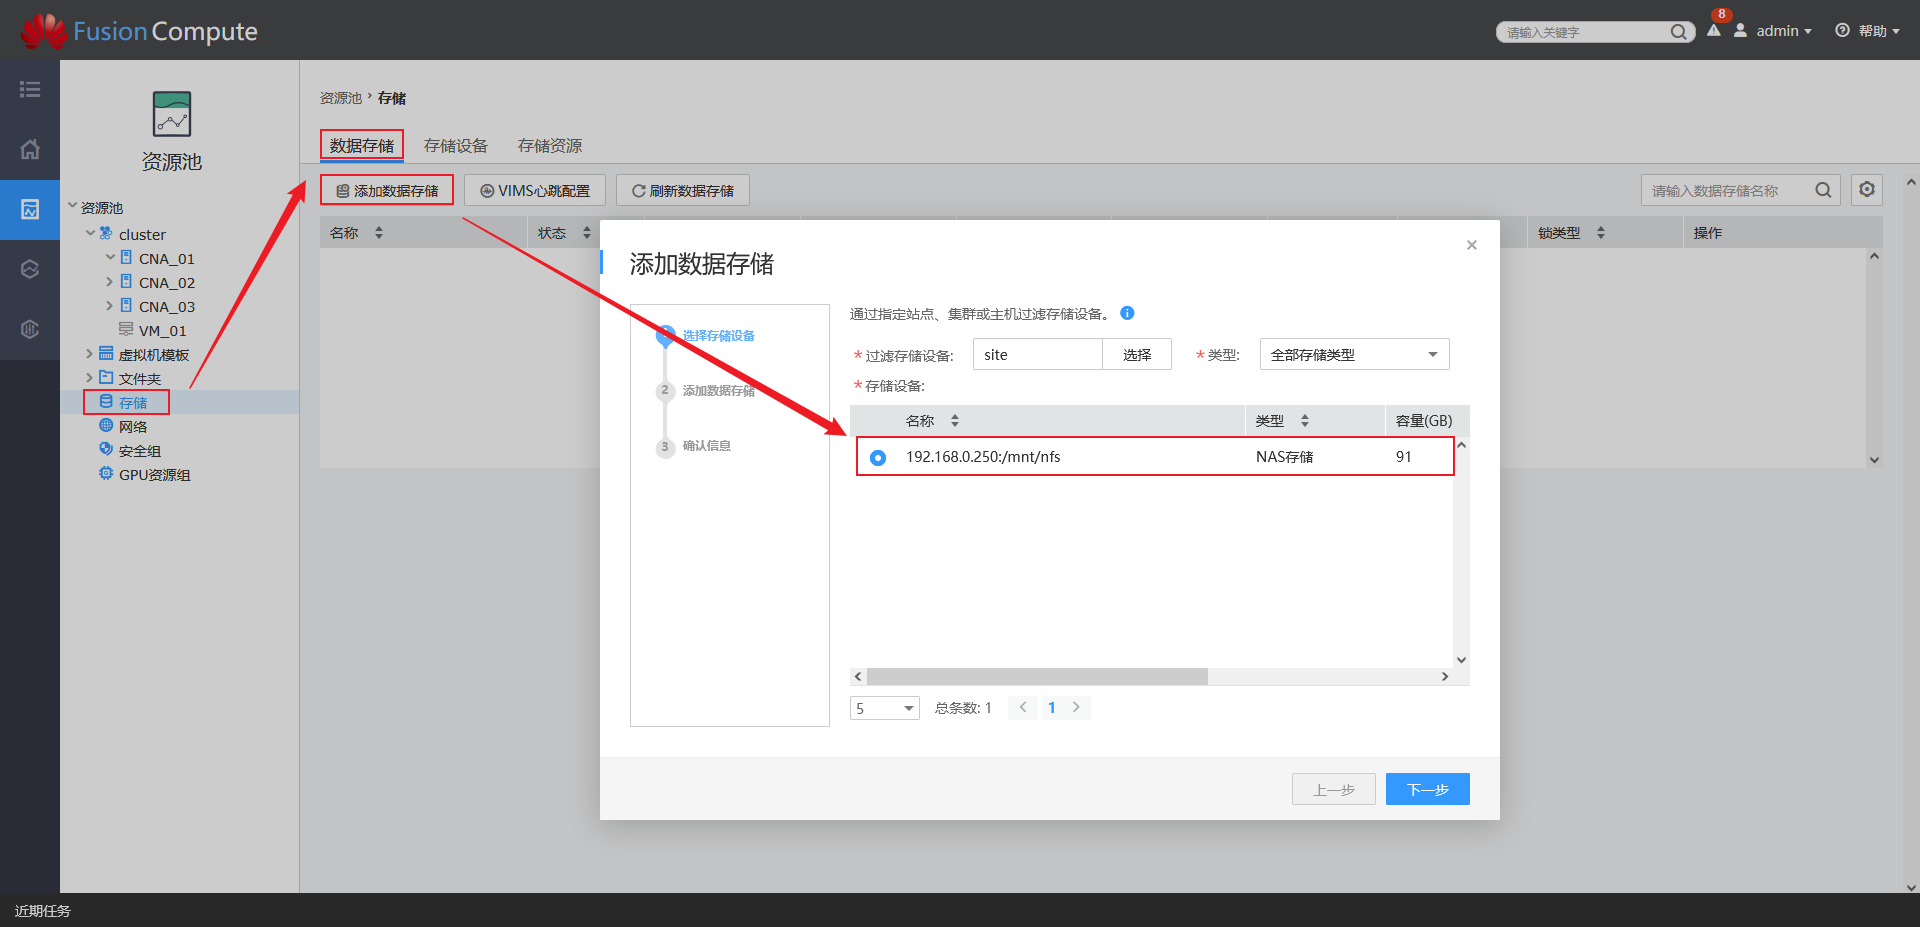 FusionCompute
请输入关键字
8
admin
帮助
资源池
资源池
cluster
CNA_01
CNA_02
CNA_03
VM_01
虚拟机模板
文件夹
存储
网络
安全组
GPU资源组
资源池 › 存储
数据存储 存储设备 存储资源
添加数据存储 VIMS心跳配置 刷新数据存储
请输入数据存储名称
名称 状态 锁类型 操作
添加数据存储
×
选择存储设备
2 添加数据存储
3 确认信息
通过指定站点、集群或主机过滤存储设备。
* 过滤存储设备: site 选择 * 类型: 全部存储类型
* 存储设备:
名称 类型 容量(GB)
192.168.0.250:/mnt/nfs NAS存储 91
5 总条数: 1 < 1 >
上一步 下一步
近期任务